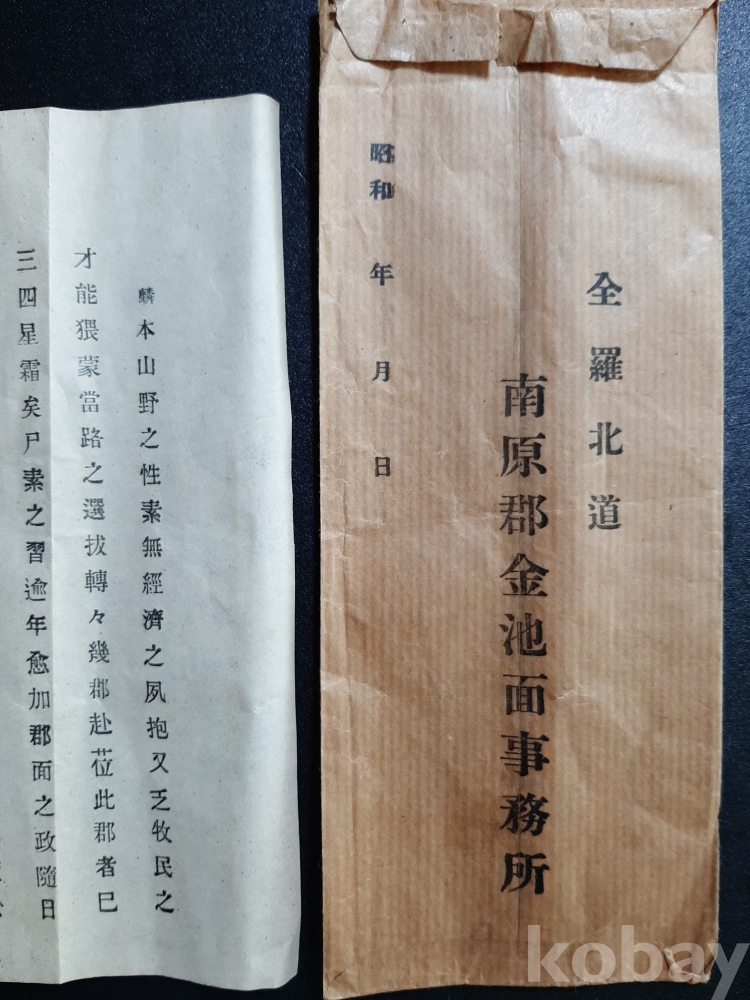 全羅北道
南原郡金池面事務所
昭和 年 月 日
麟本山野之性素無經濟之夙抱又乏牧民之
才能猥蒙當路之選拔轉々幾郡赴莅此郡者已
三四星霜矣尸素之習逾年愈加郡面之政隨日
kobay